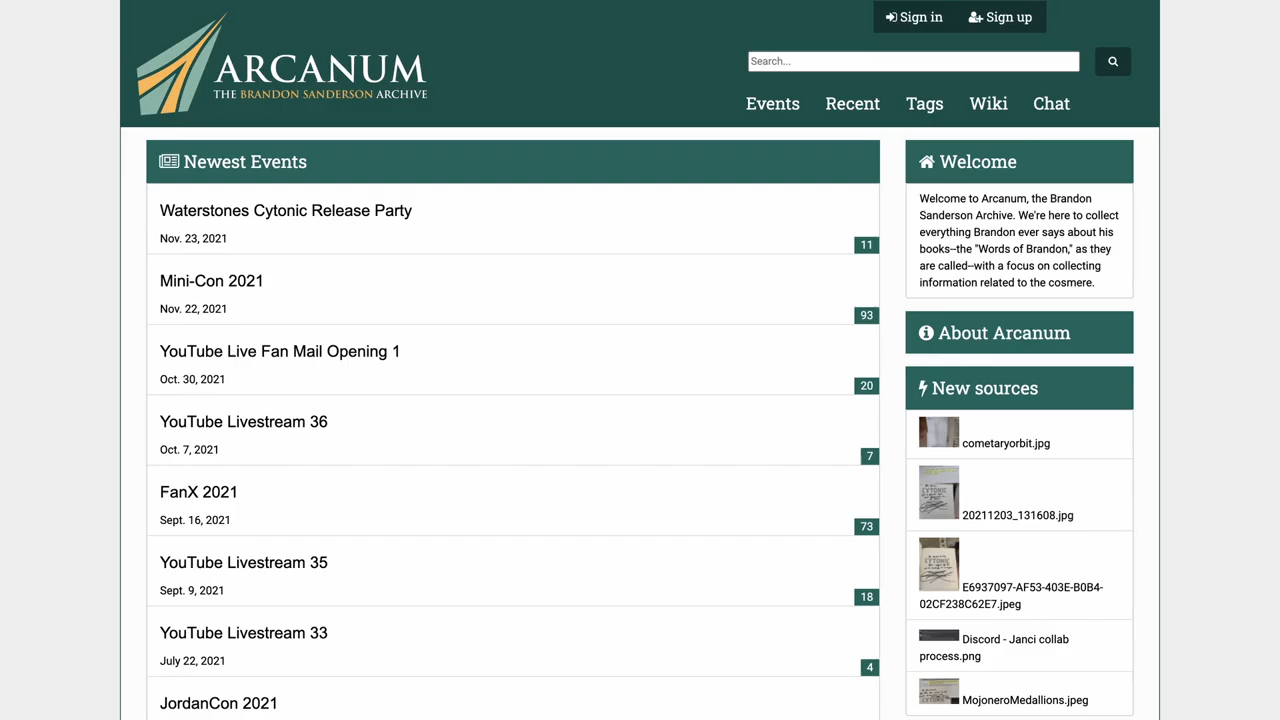 Sign in
Sign up
ARCANUM
THE BRANDON SANDERSON ARCHIVE
Search...
Events
Recent
Tags
Wiki
Chat
Newest Events
Waterstones Cytonic Release Party
Nov. 23, 2021
11
Mini-Con 2021
Nov. 22, 2021
93
YouTube Live Fan Mail Opening 1
Oct. 30, 2021
20
YouTube Livestream 36
Oct. 7, 2021
7
FanX 2021
Sept. 16, 2021
73
YouTube Livestream 35
Sept. 9, 2021
18
YouTube Livestream 33
July 22, 2021
4
JordanCon 2021
Welcome
Welcome to Arcanum, the Brandon
Sanderson Archive. We're here to collect
everything Brandon ever says about his
books--the "Words of Brandon," as they
are called--with a focus on collecting
information related to the cosmere.
About Arcanum
New sources
cometaryorbit.jpg
20211203_131608.jpg
E6937097-AF53-403E-B0B4-
02CF238C62E7.jpeg
Discord - Janci collab
process.png
MojoneroMedallions.jpeg